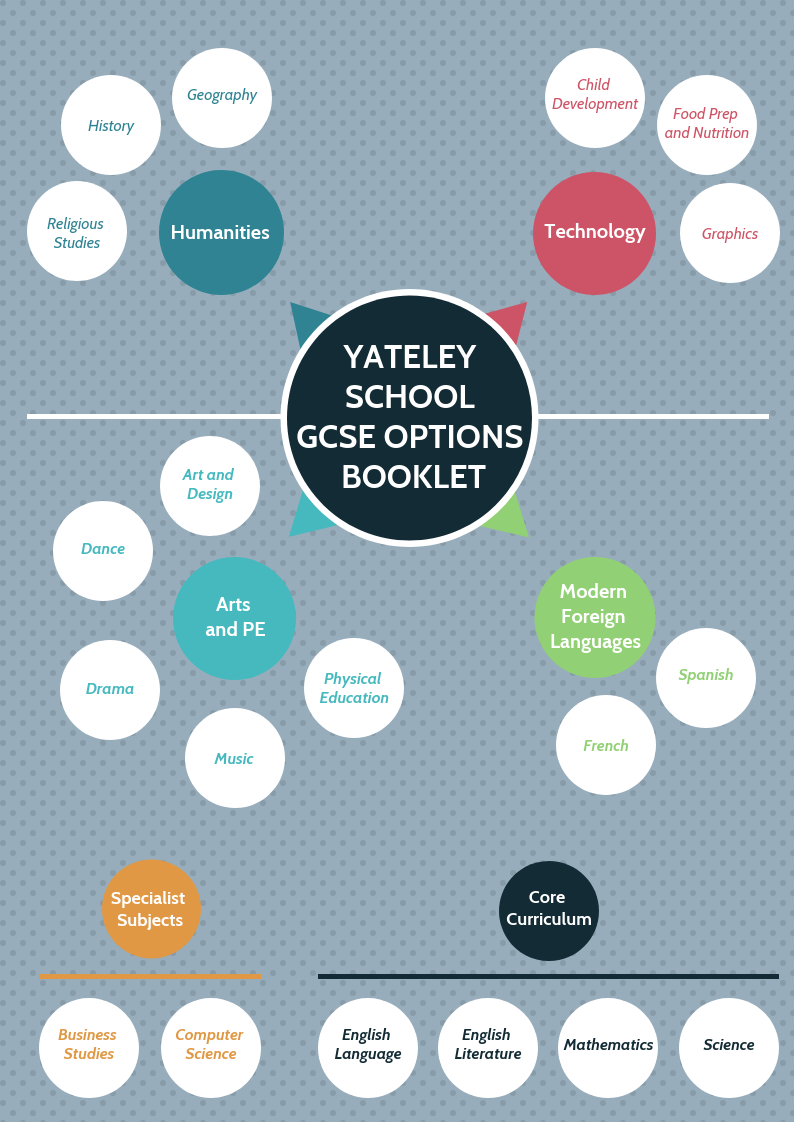 Geography
History
Religious
Studies
Humanities
Child
Development
Food Prep
and Nutrition
Technology
Graphics
YATELEY
SCHOOL
GCSE OPTIONS
BOOKLET
Art and
Design
Dance
Arts
and PE
Drama
Physical
Education
Music
Modern
Foreign
Languages
Spanish
French
Specialist
Subjects
Business
Studies
Computer
Science
Core
Curriculum
English
Language
English
Literature
Mathematics
Science